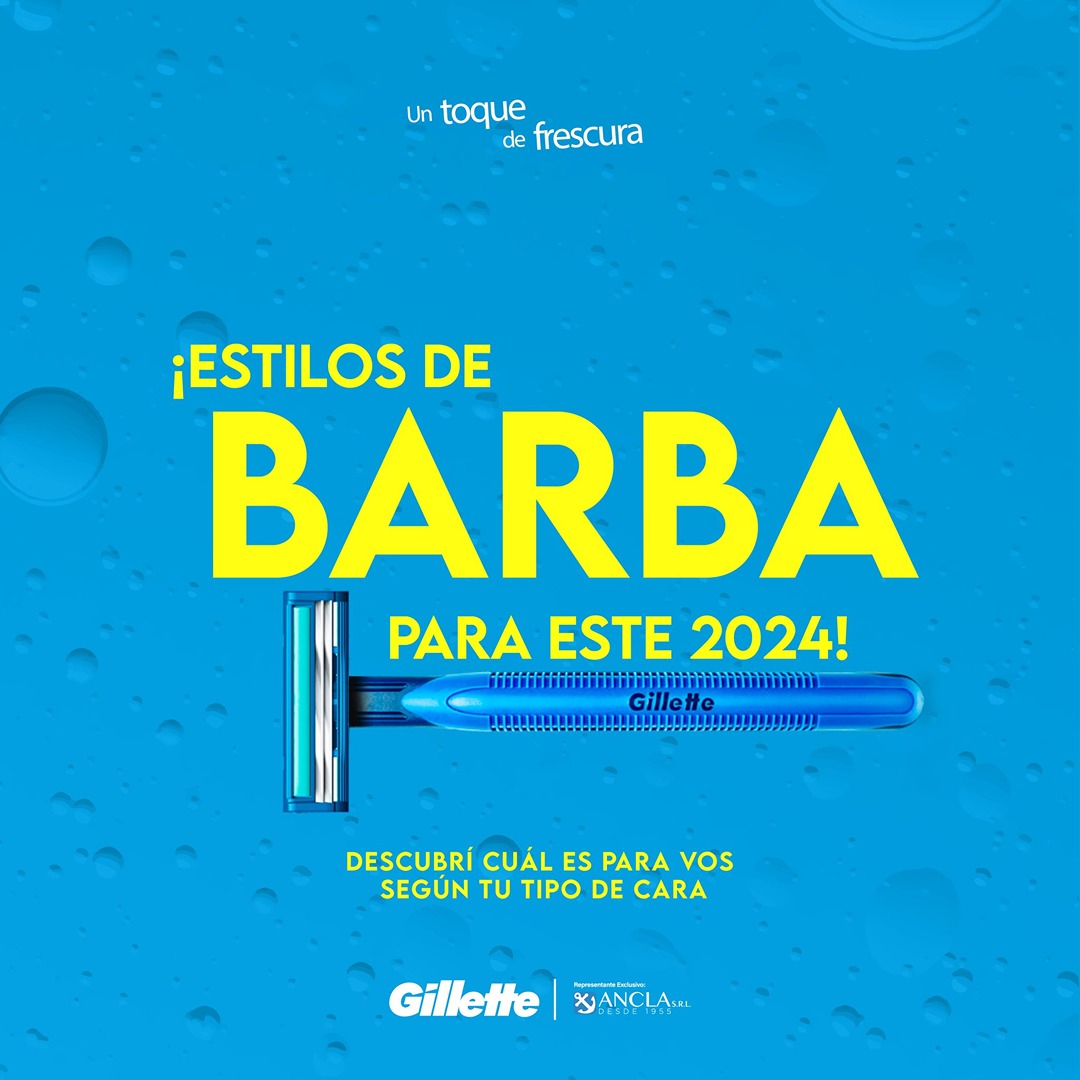 Un toque
de frescura
¡ESTILOS DE
BARBA
PARA ESTE 2024!
Gillette
DESCUBRÍ CUÁL ES PARA VOS
SEGÚN TU TIPO DE CARA
Gillette
Representante Exclusivo:
ANCLA S.R.L.
DESDE 1955